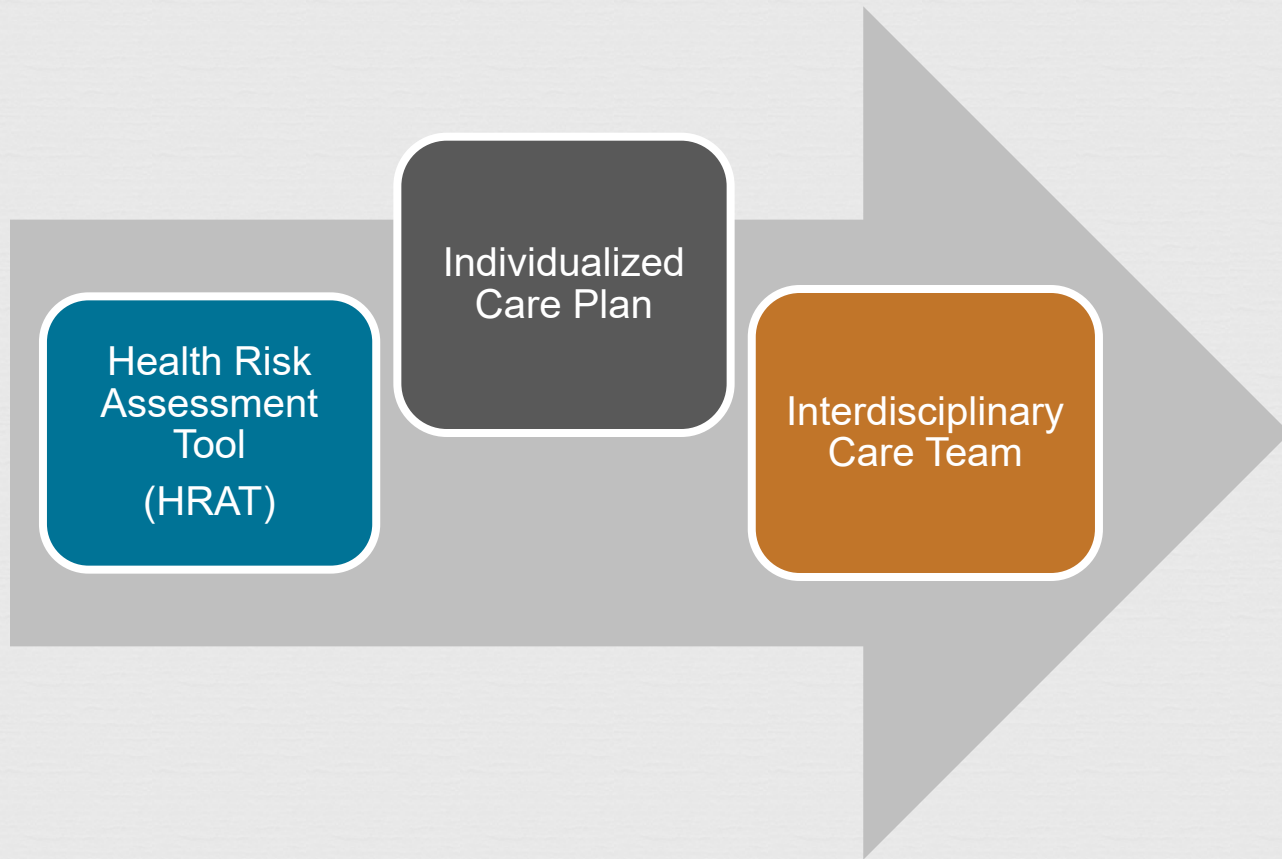 Health Risk
Assessment
Tool
(HRAT)
Individualized
Care Plan
Interdisciplinary
Care Team